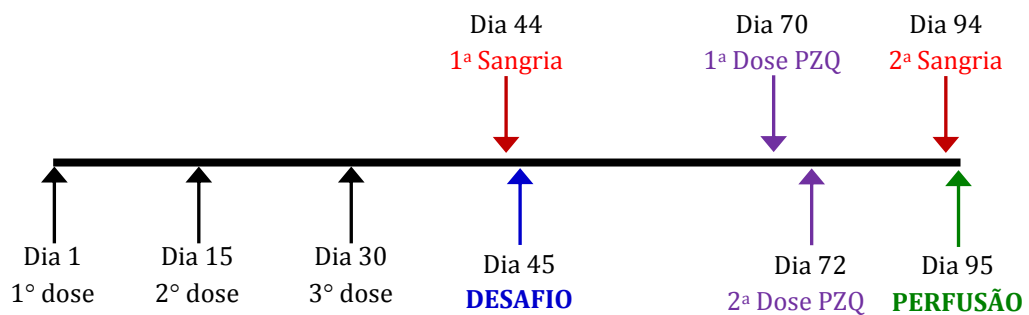 Dia 44
1ª Sangria
Dia 70
1ª Dose PZQ
Dia 94
2ª Sangria
Dia 1
1° dose
Dia 15
2° dose
Dia 30
3° dose
Dia 45
DESAFIO
Dia 72
2ª Dose PZQ
Dia 95
PERFUSÃO